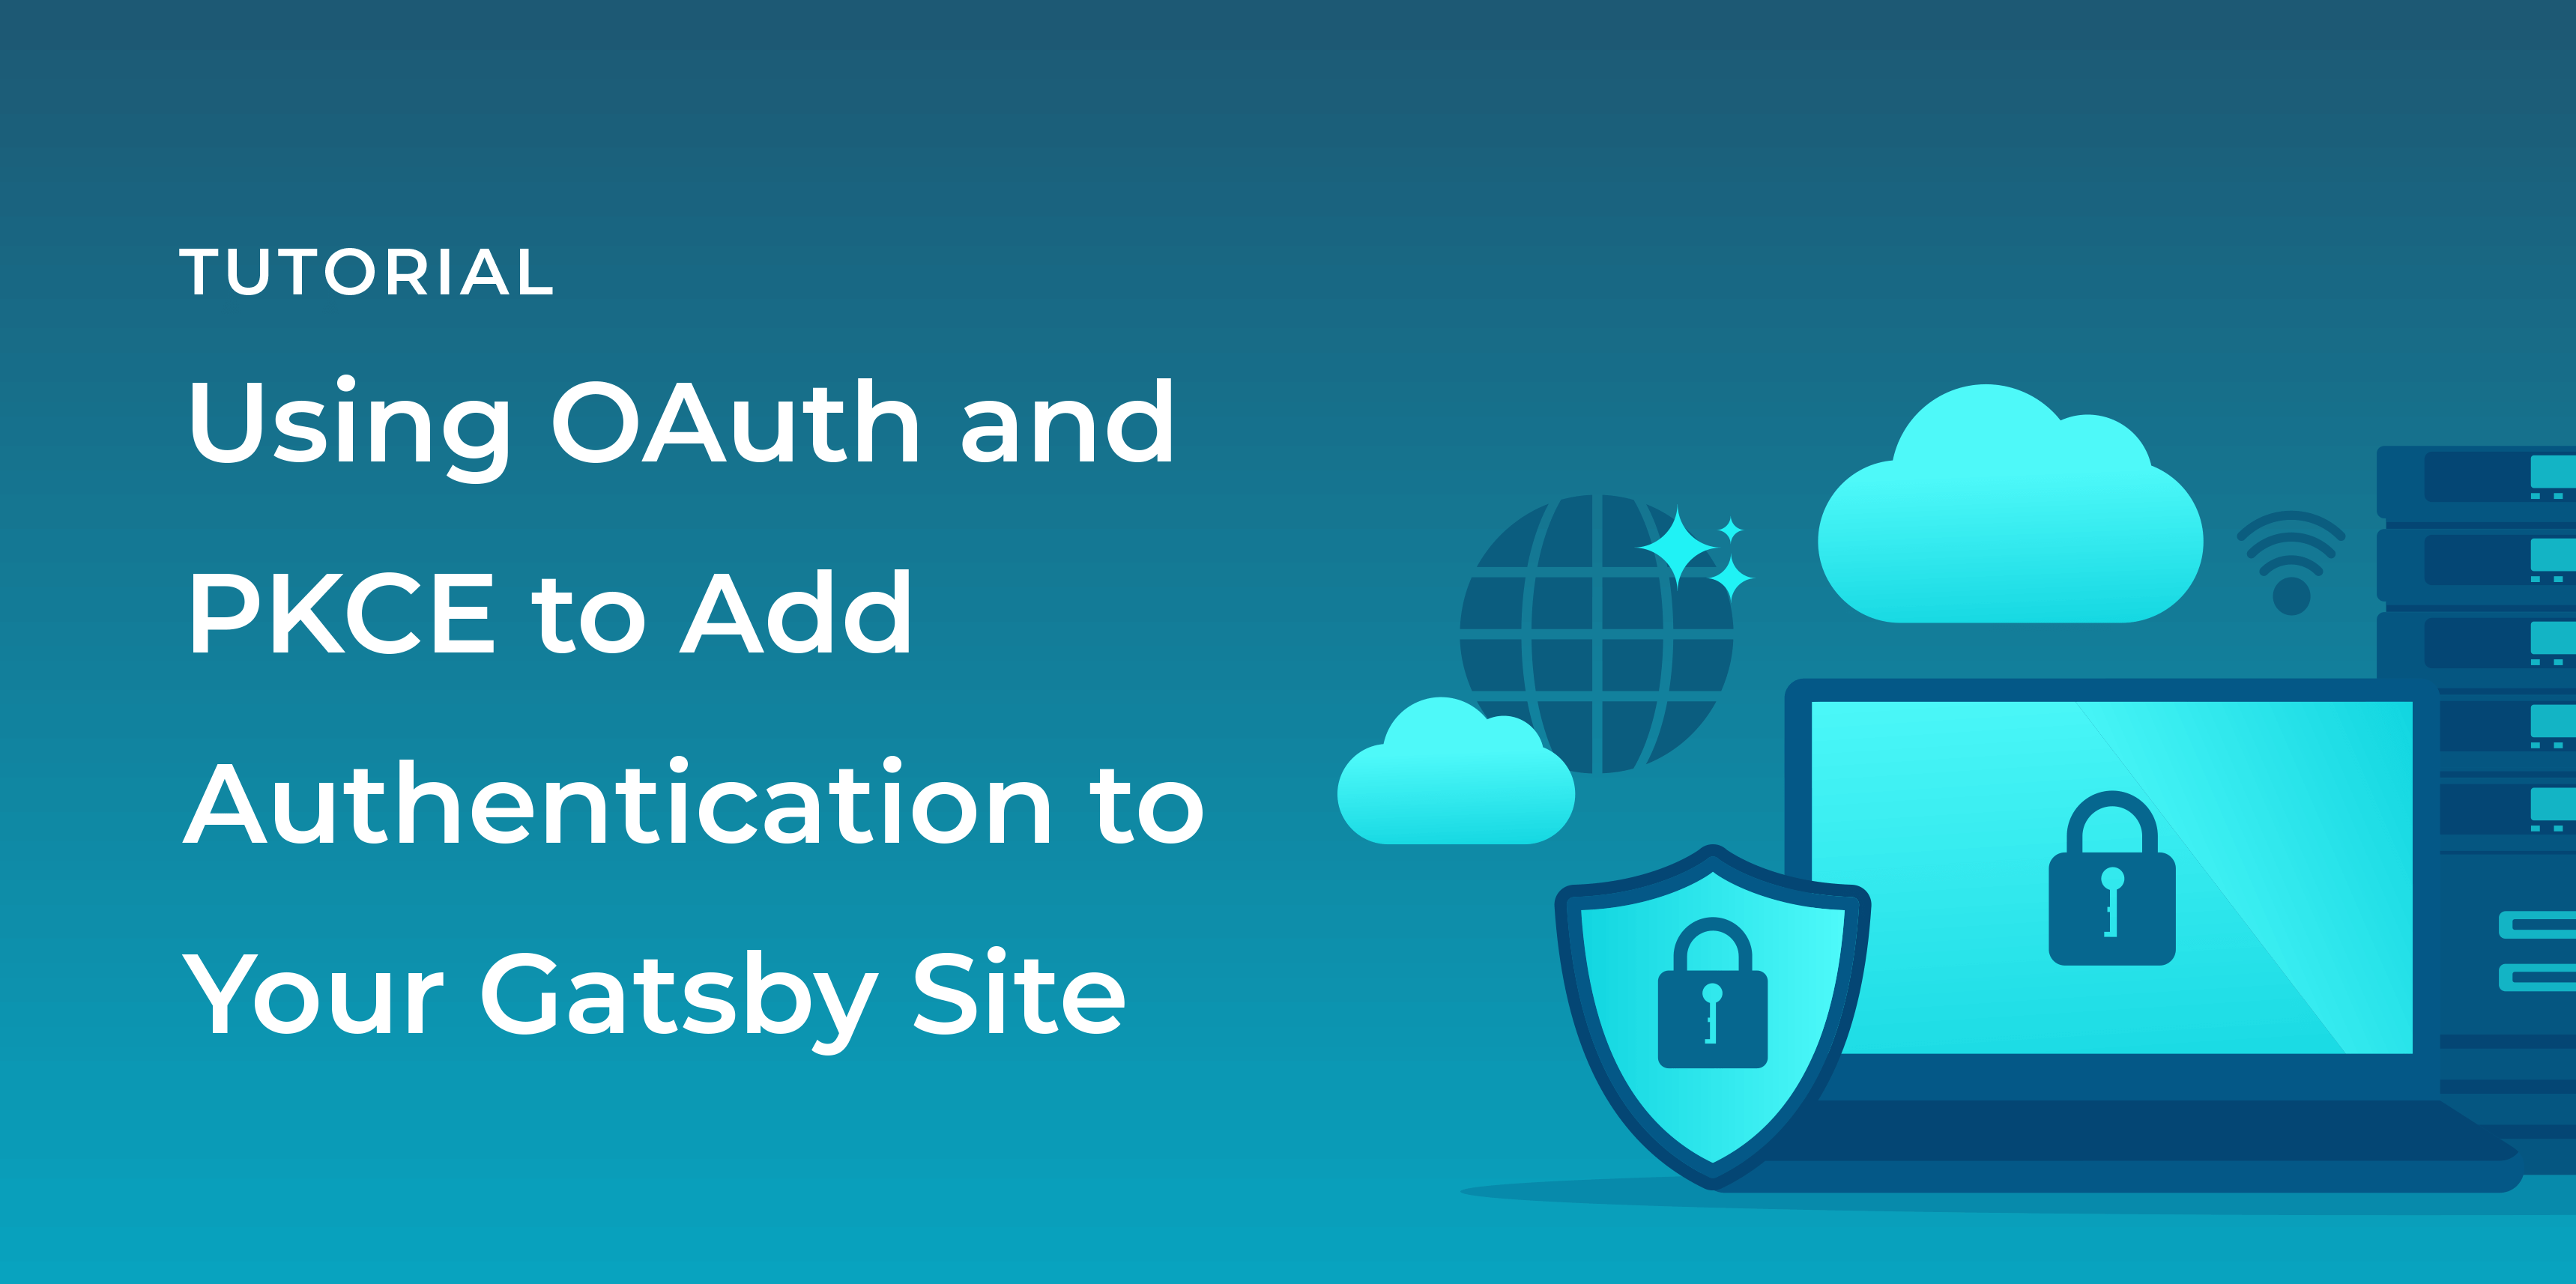 TUTORIAL
Using OAuth and
PKCE to Add
Authentication to
Your Gatsby Site